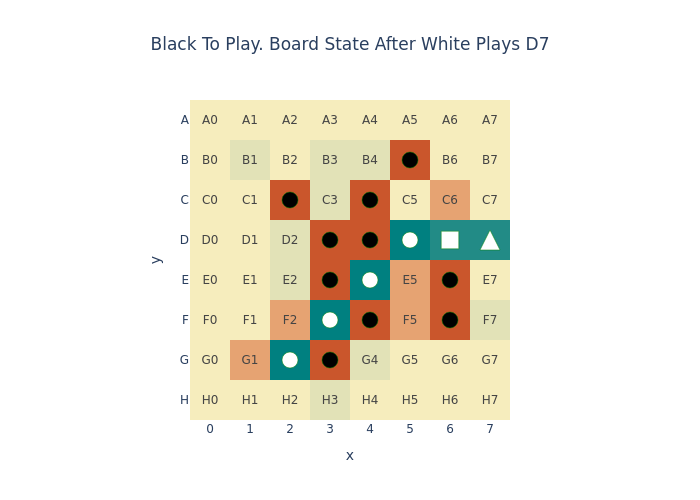 Black To Play. Board State After White Plays D7
A A0 A1 A2 A3 A4 A5 A6 A7
B B0 B1 B2 B3 B4 B6 B7
C C0 C1 C3 C5 C6 C7
D D0 D1 D2
y
E E0 E1 E2 E5 E7
F F0 F1 F2 F5 F7
G G0 G1 G4 G5 G6 G7
H H0 H1 H2 H3 H4 H5 H6 H7
0 1 2 3 4 5 6 7
x